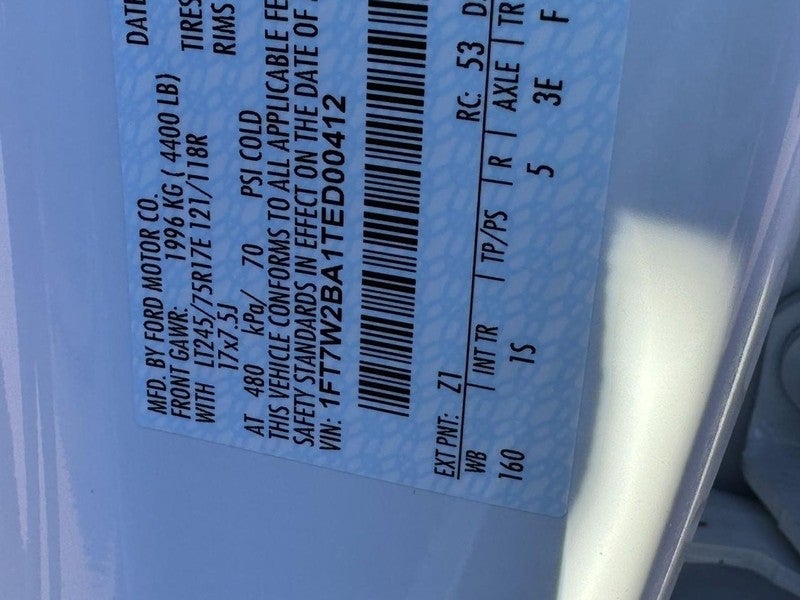 MFD. BY FORD MOTOR CO. DATE
FRONT GAWR: 1996 KG ( 4400 LB)
WITH LT245/75R17E 121/118R TIRES
17x7.5J RIMS
AT 480 kPa/ 70 PSI COLD
THIS VEHICLE CONFORMS TO ALL APPLICABLE FE
SAFETY STANDARDS IN EFFECT ON THE DATE OF
VIN: 1FT7W2BA1TED00412
EXT PNT: Z1 RC: 53
WB | INT TR | TP/PS | R | AXLE | TR
160 1S 5 3E F